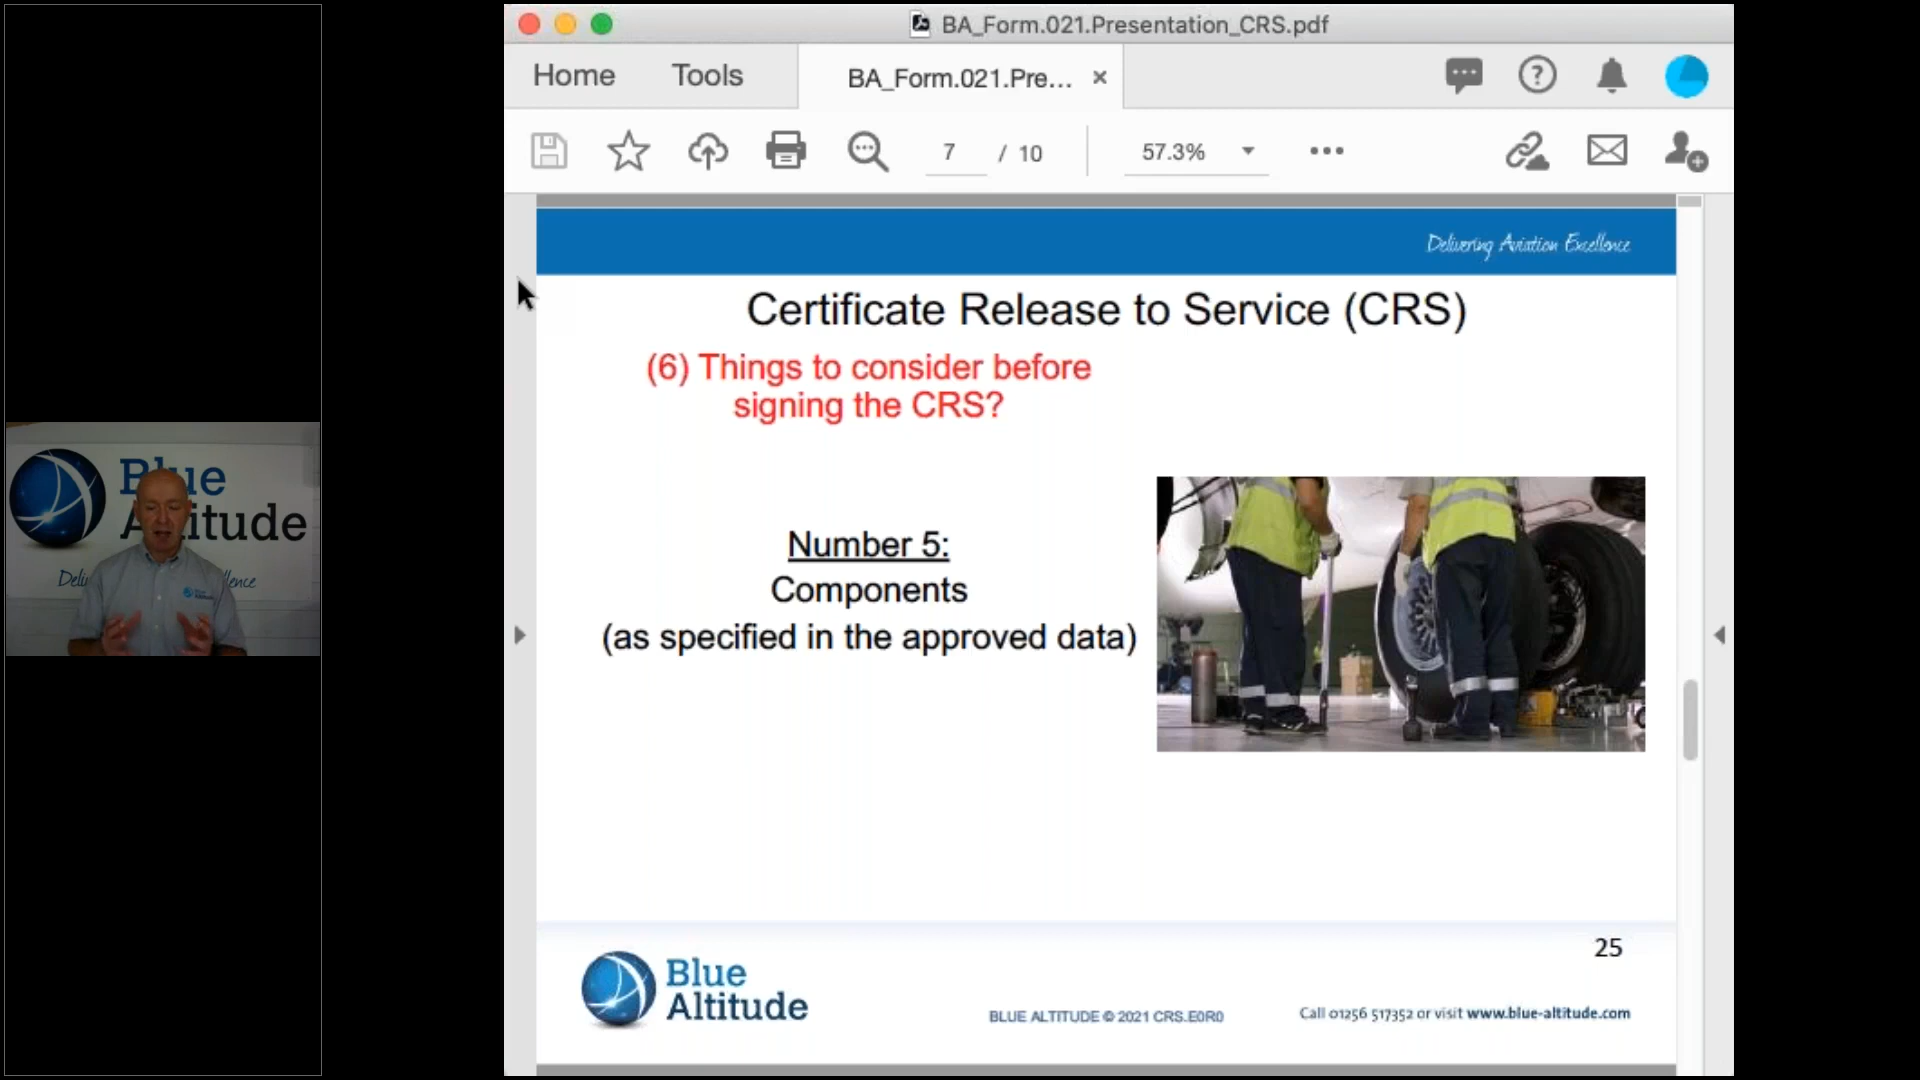 BA_Form.021.Presentation_CRS.pdf
Home
Tools
BA_Form.021.Pre...
7 / 10
57.3%
Delivering Aviation Excellence
Certificate Release to Service (CRS)
(6) Things to consider before
signing the CRS?
Number 5:
Components
(as specified in the approved data)
25
Blue
Altitude
BLUE ALTITUDE © 2021 CRS.E0R0
Call 01256 517352 or visit www.blue-altitude.com
Blue
Altitude